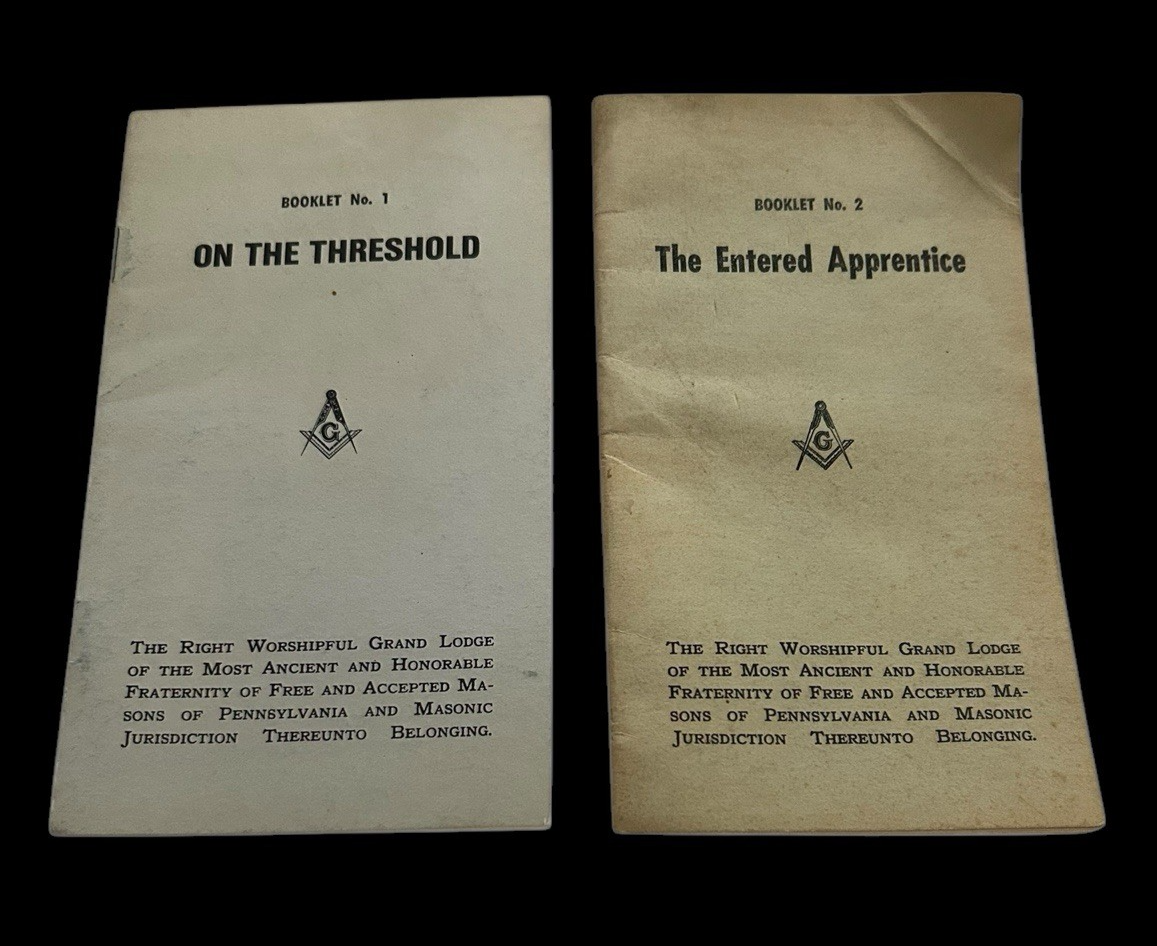 BOOKLET No. 1
ON THE THRESHOLD
G
THE RIGHT WORSHIPFUL GRAND LODGE
OF THE MOST ANCIENT AND HONORABLE
FRATERNITY OF FREE AND ACCEPTED MA-
SONS OF PENNSYLVANIA AND MASONIC
JURISDICTION THEREUNTO BELONGING.
BOOKLET No. 2
The Entered Apprentice
G
THE RIGHT WORSHIPFUL GRAND LODGE
OF THE MOST ANCIENT AND HONORABLE
FRATERNITY OF FREE AND ACCEPTED MA-
SONS OF PENNSYLVANIA AND MASONIC
JURISDICTION THEREUNTO BELONGING.